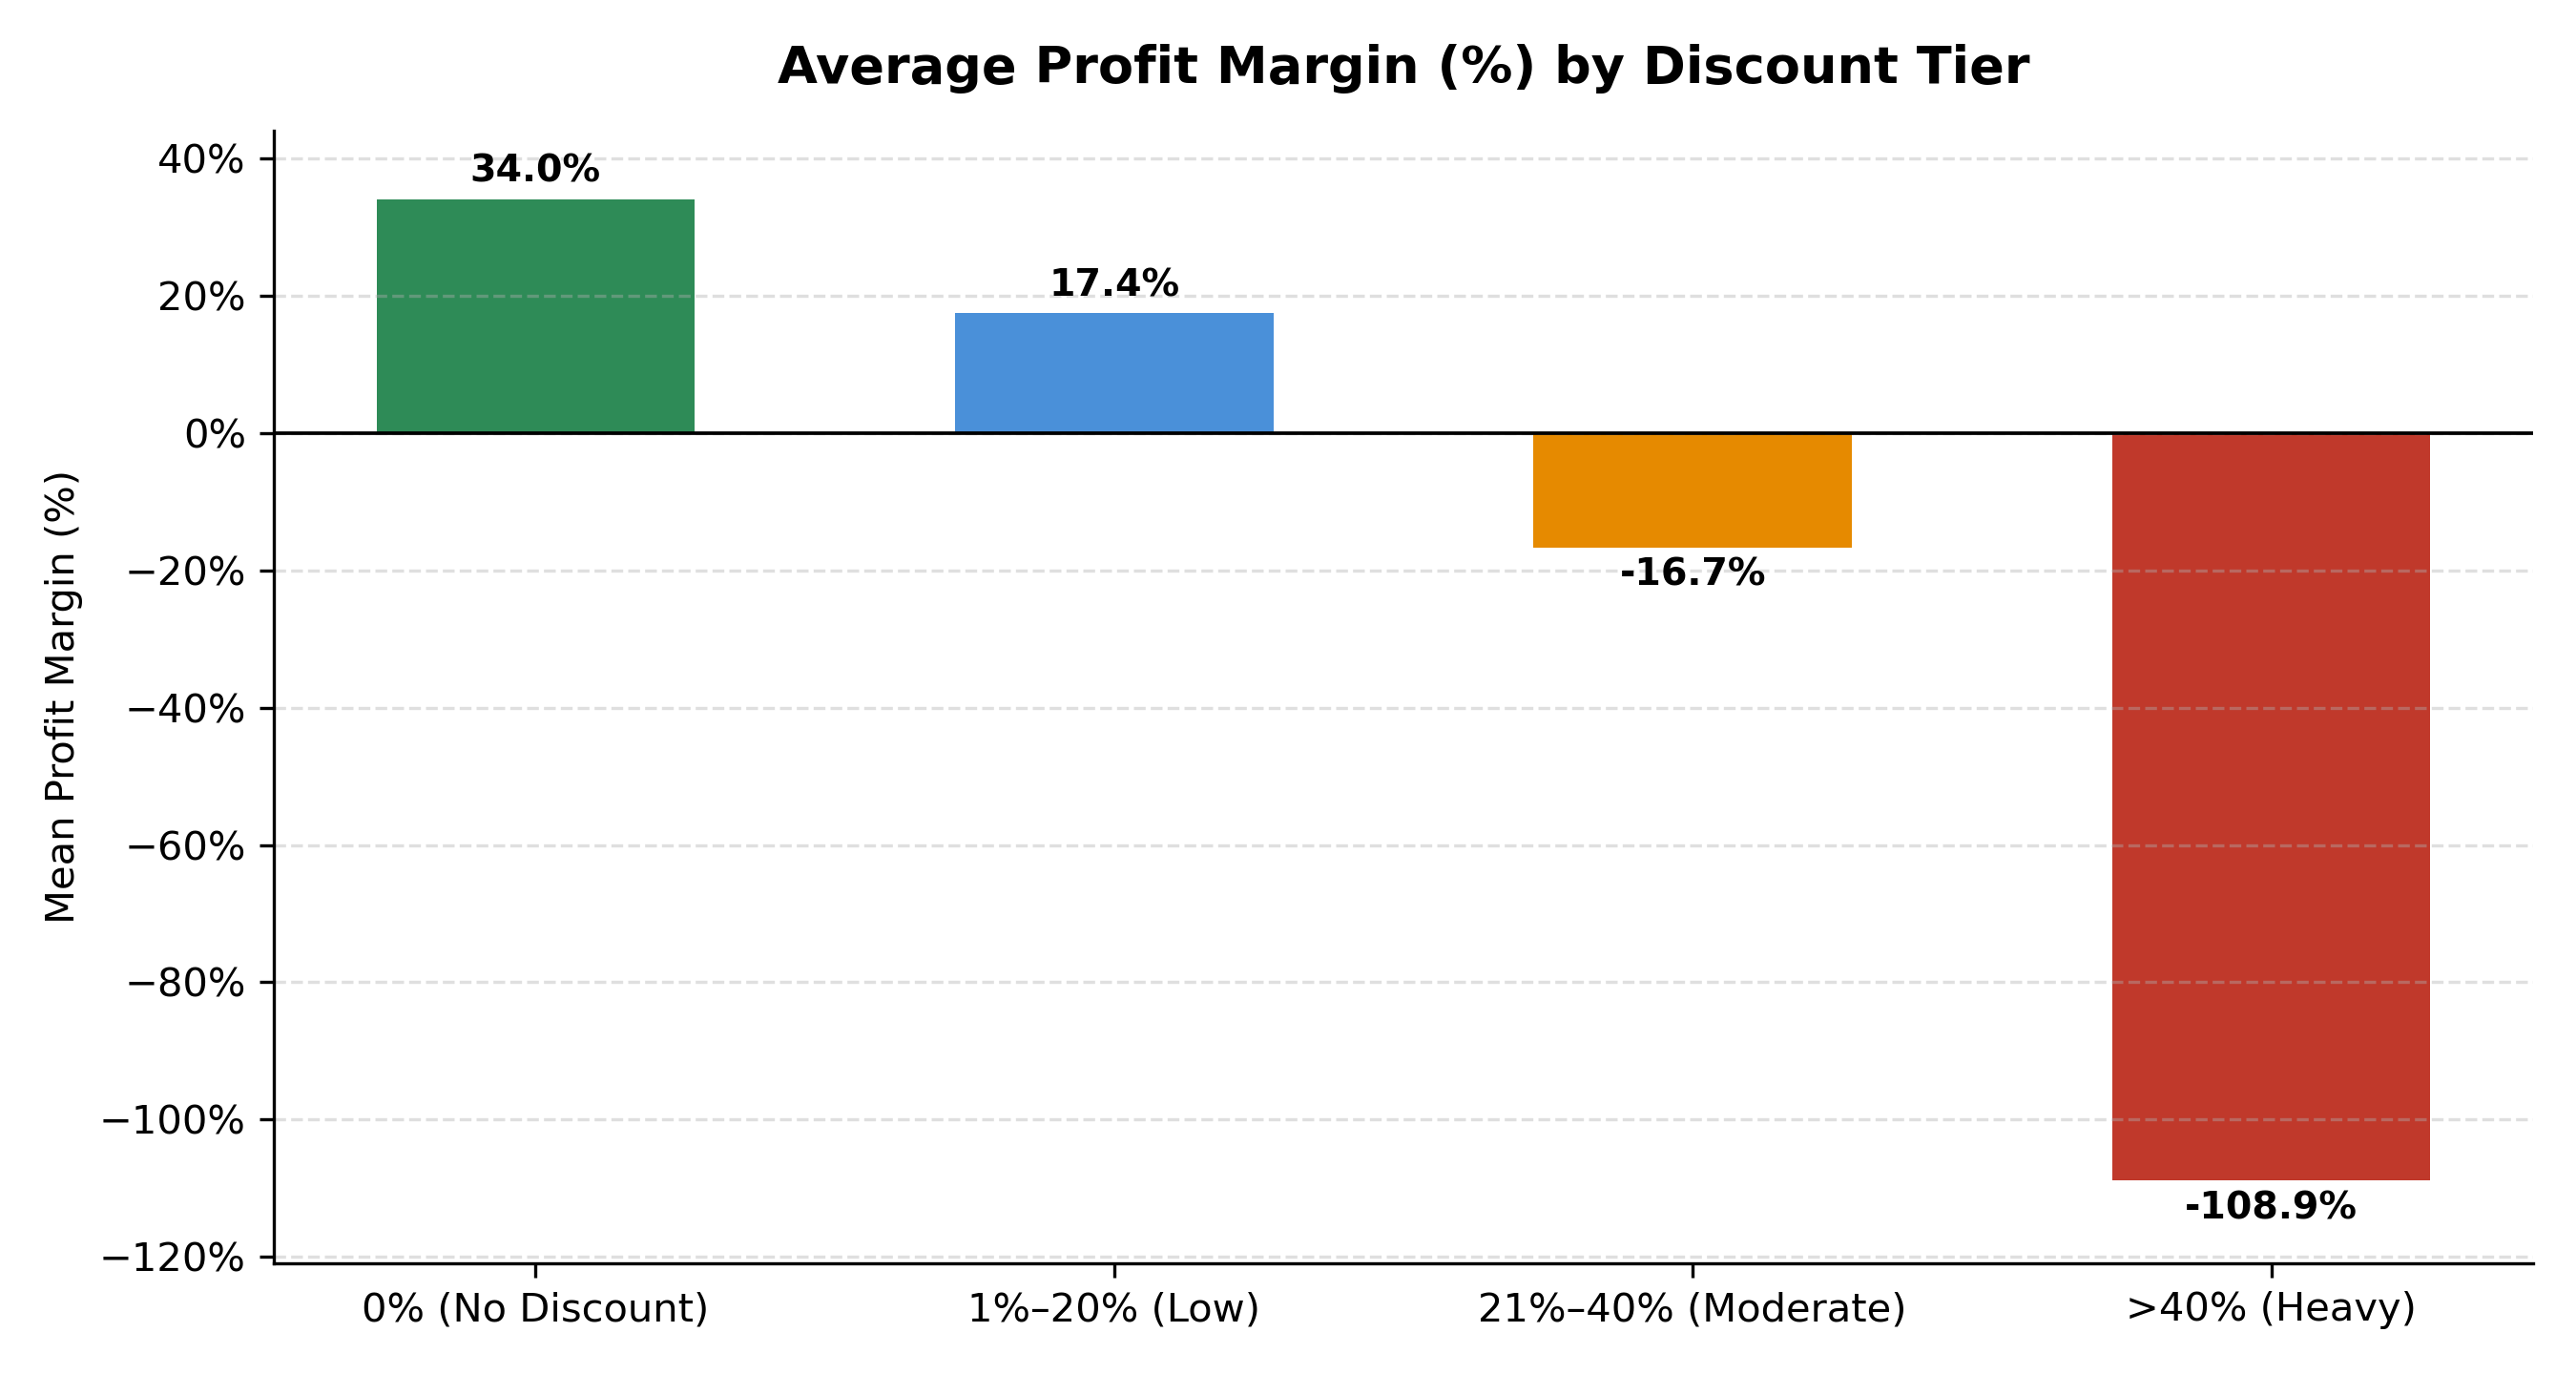 Average Profit Margin (%) by Discount Tier
Mean Profit Margin (%)
40%
20%
0%
−20%
−40%
−60%
−80%
−100%
−120%
34.0%
17.4%
-16.7%
-108.9%
0% (No Discount)
1%–20% (Low)
21%–40% (Moderate)
>40% (Heavy)